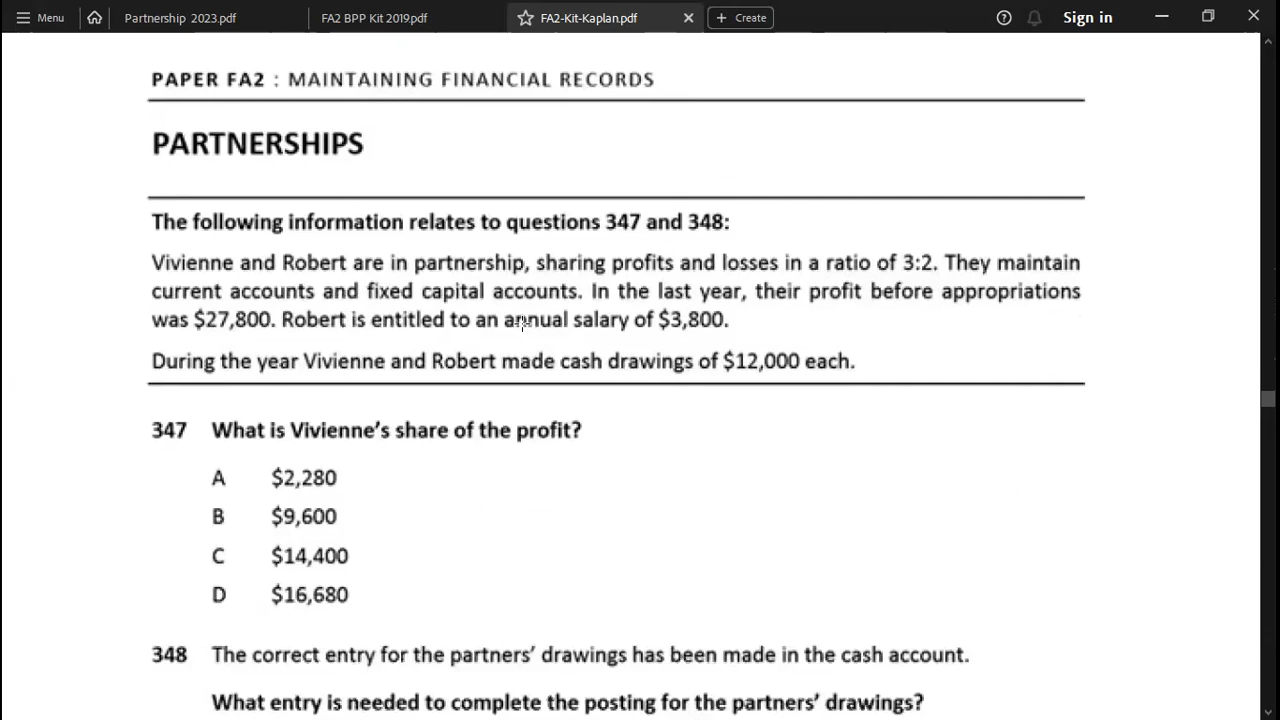 Menu
Partnership 2023.pdf
FA2 BPP Kit 2019.pdf
FA2-Kit-Kaplan.pdf
Create
Sign in
PAPER FA2 : MAINTAINING FINANCIAL RECORDS
PARTNERSHIPS
The following information relates to questions 347 and 348:
Vivienne and Robert are in partnership, sharing profits and losses in a ratio of 3:2. They maintain
current accounts and fixed capital accounts. In the last year, their profit before appropriations
was $27,800. Robert is entitled to an annual salary of $3,800.
During the year Vivienne and Robert made cash drawings of $12,000 each.
347 What is Vivienne's share of the profit?
A $2,280
B $9,600
C $14,400
D $16,680
348 The correct entry for the partners' drawings has been made in the cash account.
What entry is needed to complete the posting for the partners' drawings?